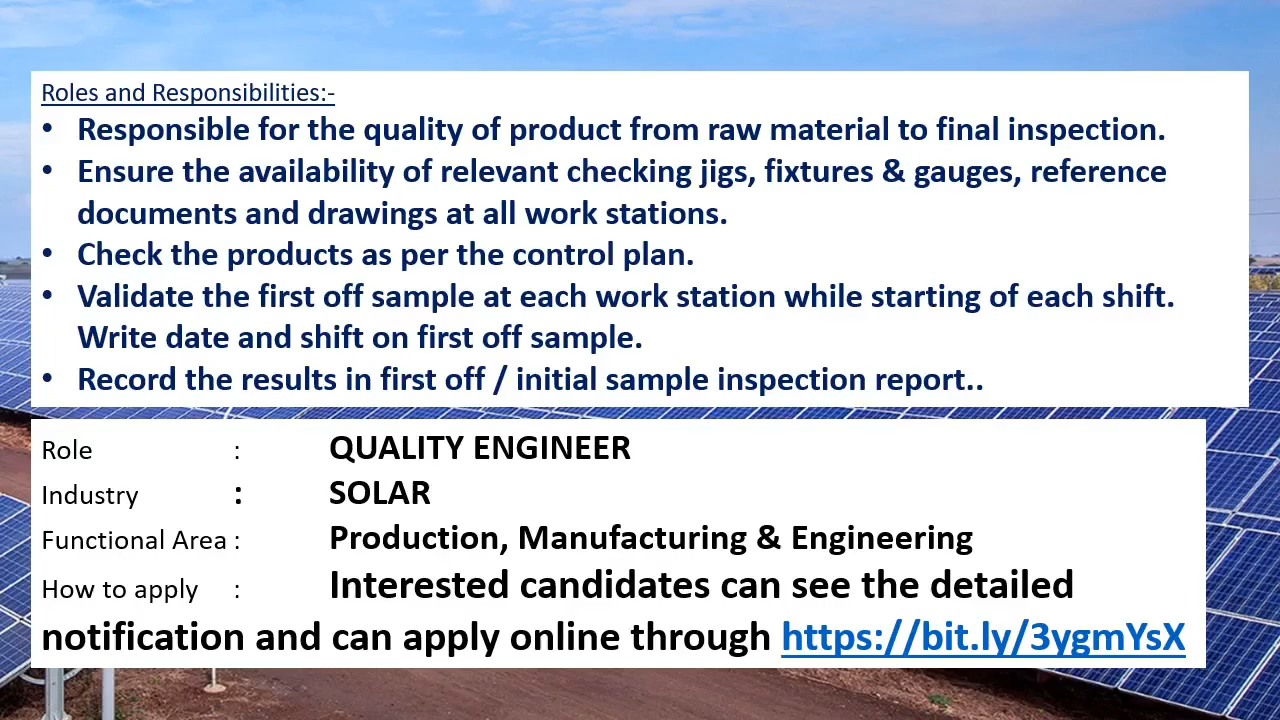 Roles and Responsibilities:-
• Responsible for the quality of product from raw material to final inspection.
• Ensure the availability of relevant checking jigs, fixtures & gauges, reference
documents and drawings at all work stations.
• Check the products as per the control plan.
• Validate the first off sample at each work station while starting of each shift.
Write date and shift on first off sample.
• Record the results in first off / initial sample inspection report..
Role : QUALITY ENGINEER
Industry : SOLAR
Functional Area : Production, Manufacturing & Engineering
How to apply : Interested candidates can see the detailed
notification and can apply online through https://bit.ly/3ygmYsX